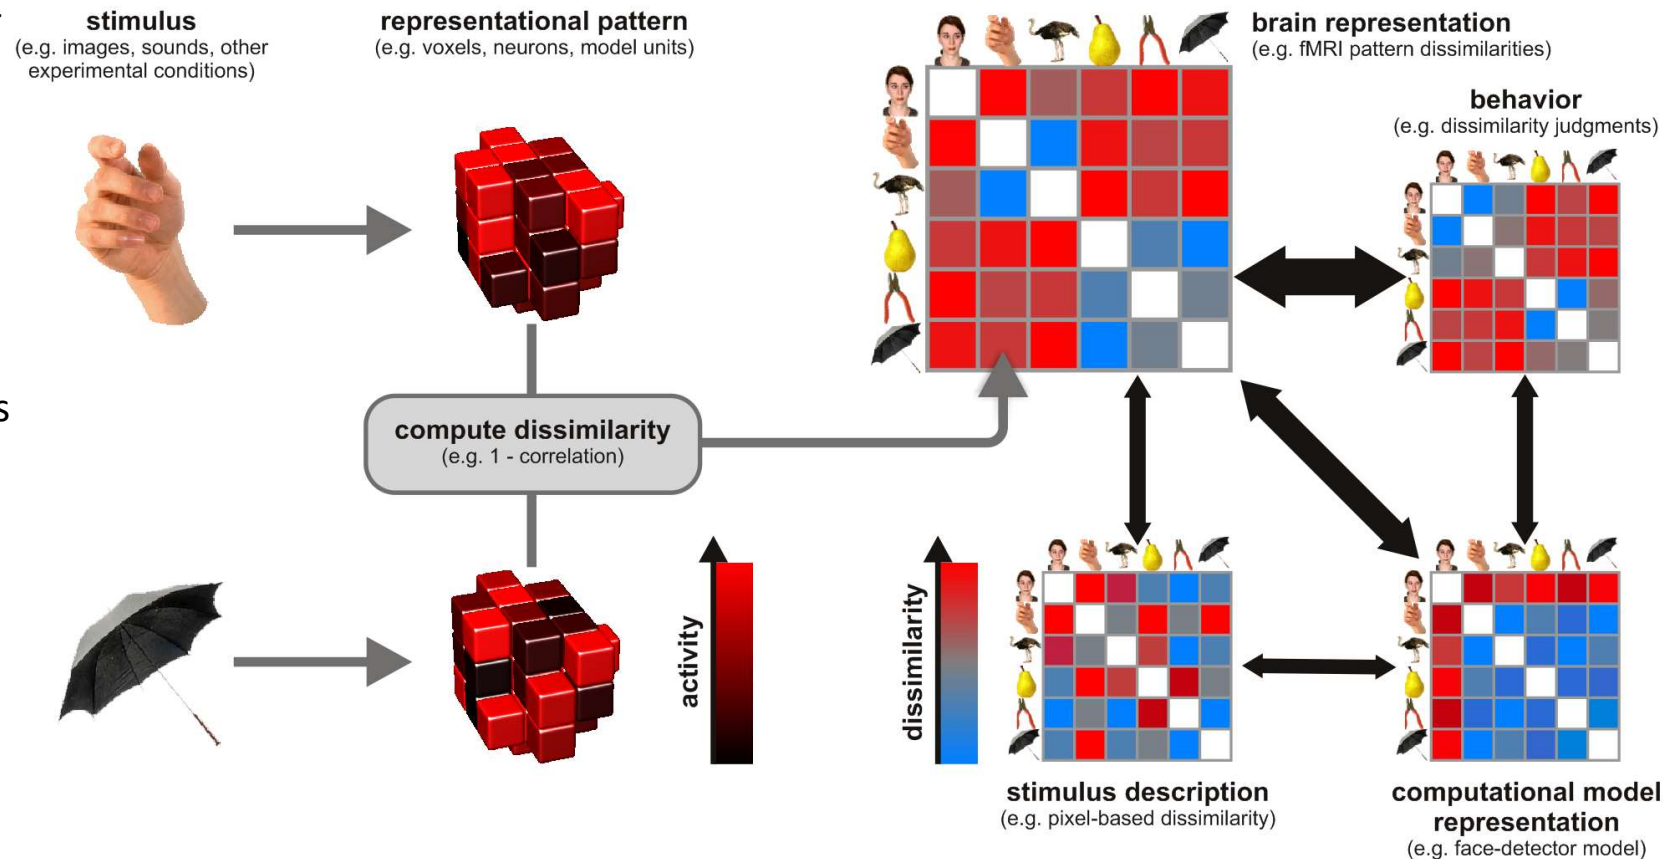 stimulus
(e.g. images, sounds, other
experimental conditions)
representational pattern
(e.g. voxels, neurons, model units)
brain representation
(e.g. fMRI pattern dissimilarities)
behavior
(e.g. dissimilarity judgments)
s
compute dissimilarity
(e.g. 1 - correlation)
activity
dissimilarity
stimulus description
(e.g. pixel-based dissimilarity)
computational model
representation
(e.g. face-detector model)